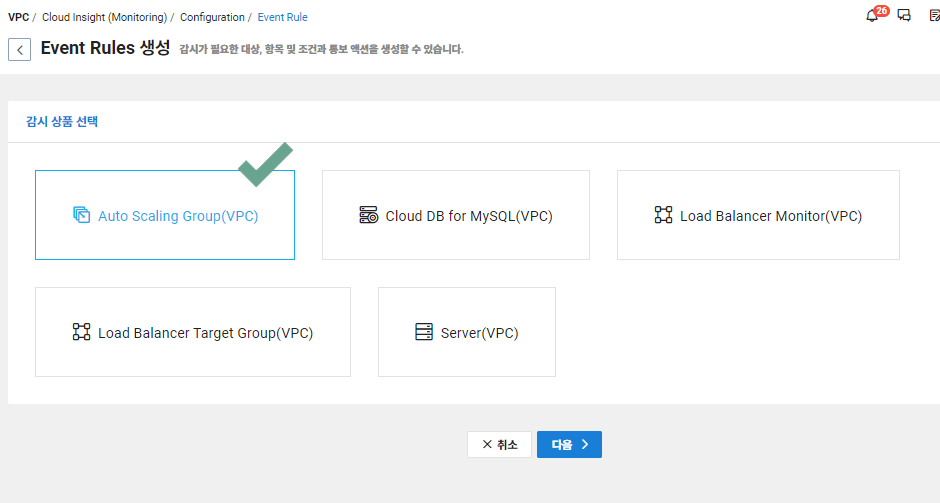 VPC / Cloud Insight (Monitoring) / Configuration / Event Rule
26
Event Rules 생성 감시가 필요한 대상, 항목 및 조건과 통보 액션을 생성할 수 있습니다.
감시 상품 선택
Auto Scaling Group(VPC)
Cloud DB for MySQL(VPC)
Load Balancer Monitor(VPC)
Load Balancer Target Group(VPC)
Server(VPC)
취소
다음